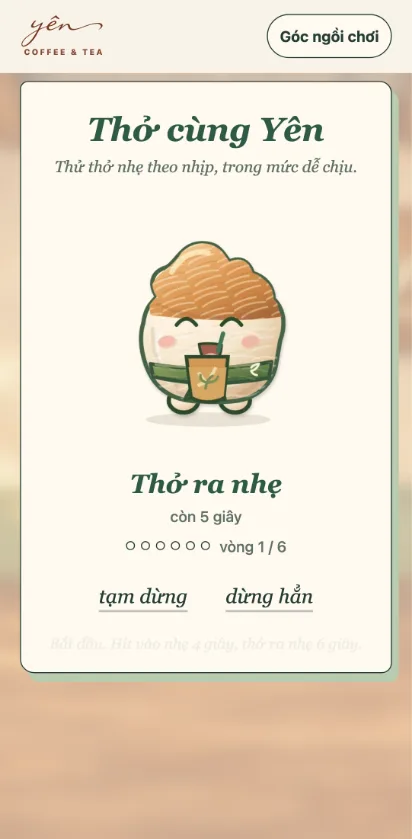 yên
COFFEE & TEA
Góc ngồi chơi
Thở cùng Yên
Thử thở nhẹ theo nhịp, trong mức dễ chịu.
Thở ra nhẹ
còn 5 giây
vòng 1 / 6
tạm dừng
dừng hẳn
Bắt đầu. Hít vào nhẹ 4 giây, thở ra nhẹ 6 giây.